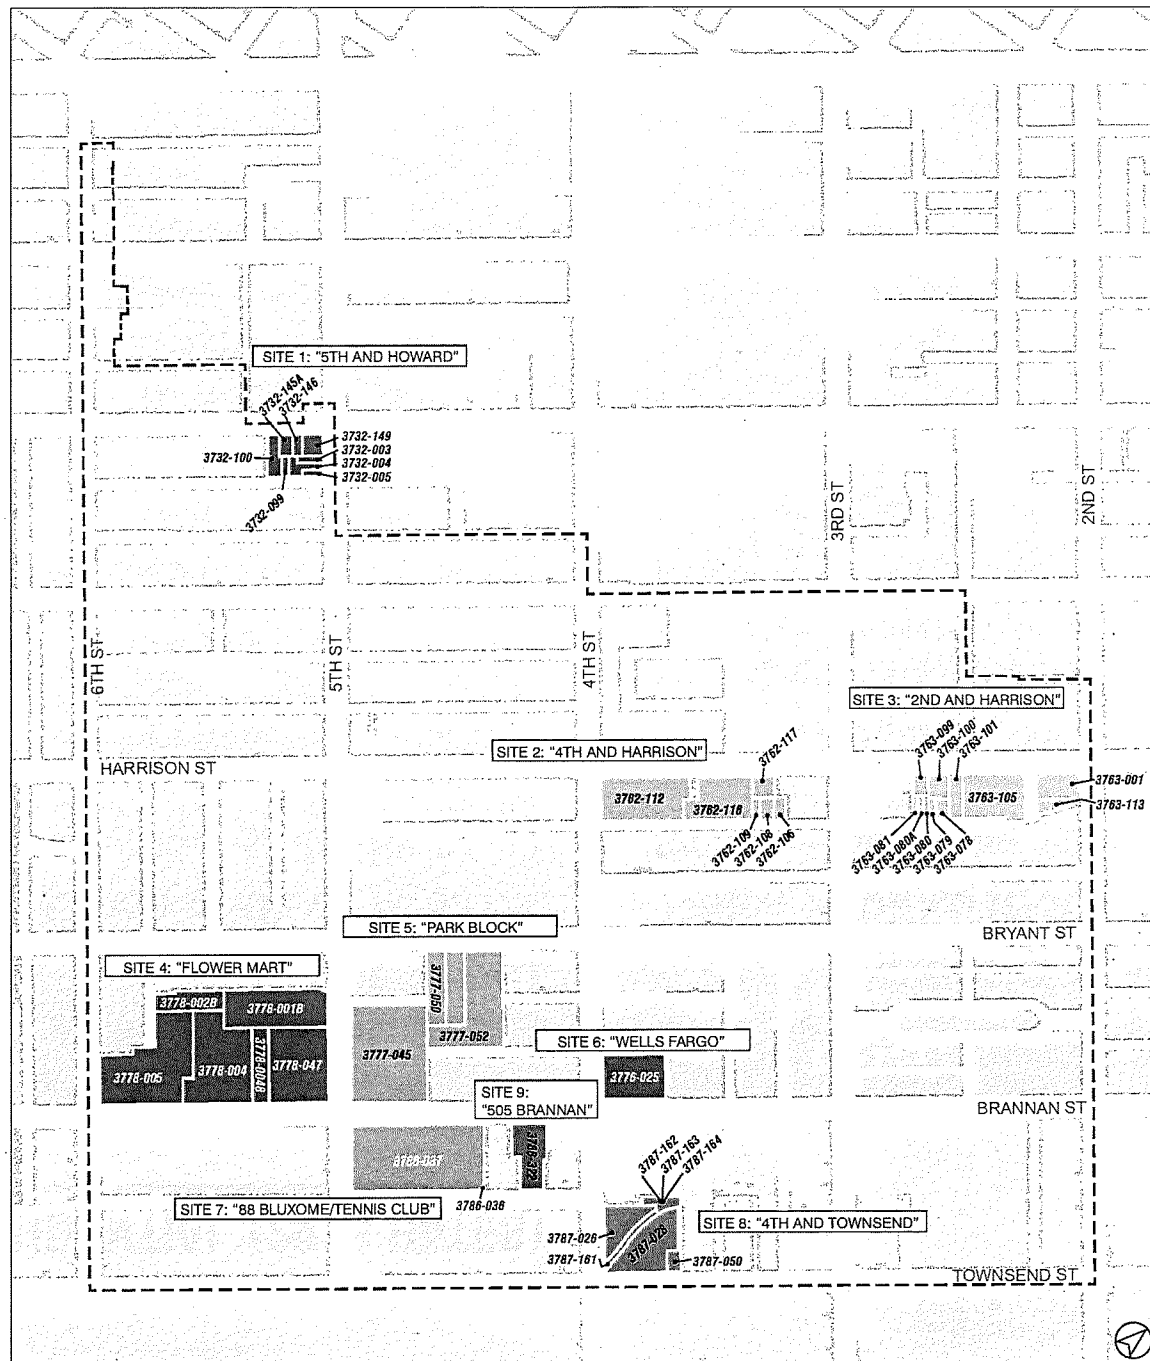 SITE 1: "5TH AND HOWARD"
3732-145A
3732-146
3732-149
3732-003
3732-100
3732-004
3732-005
3732-099
3RD ST
2ND ST
6TH ST
5TH ST
4TH ST
SITE 3: "2ND AND HARRISON"
SITE 2: "4TH AND HARRISON"
3762-117
3763-099
3763-100
3763-101
HARRISON ST
3763-001
3762-112
3762-116
3763-105
3763-113
3762-109
3762-108
3762-106
3763-081
3763-080A
3763-080
3763-079
3763-078
SITE 5: "PARK BLOCK"
BRYANT ST
SITE 4: "FLOWER MART"
3777-050
3778-002B
3778-001B
3777-052
SITE 6: "WELLS FARGO"
3777-045
3778-005
3778-004
3778-004B
3778-047
3776-025
SITE 9:
"505 BRANNAN"
BRANNAN ST
3786-037
3786-322
3787-162
3787-163
3787-164
3786-036
SITE 7: "88 BLUXOME/TENNIS CLUB"
SITE 8: "4TH AND TOWNSEND"
3787-026
3787-028
3787-161
3787-050
TOWNSEND ST